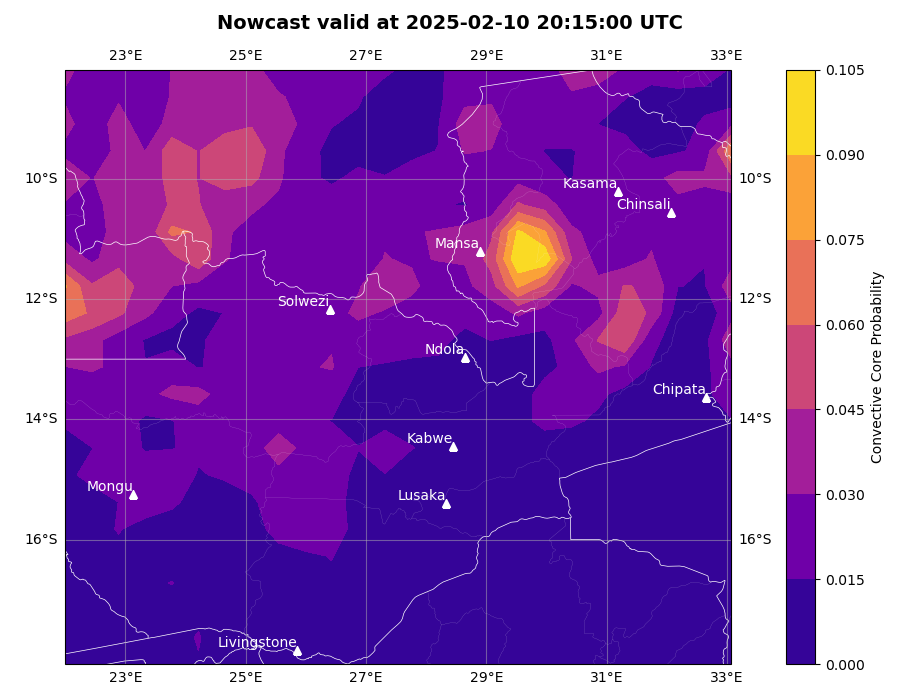 Nowcast valid at 2025-02-10 20:15:00 UTC
23°E 25°E 27°E 29°E 31°E 33°E
0.105
0.090
10°S 10°S
Kasama
Chinsali
Mansa
0.075
12°S 12°S
Solwezi
0.060
Ndola
Chipata
Convective Core Probability
14°S 14°S
0.045
Kabwe
Mongu
Lusaka
0.030
16°S 16°S
0.015
Livingstone
0.000
23°E 25°E 27°E 29°E 31°E 33°E